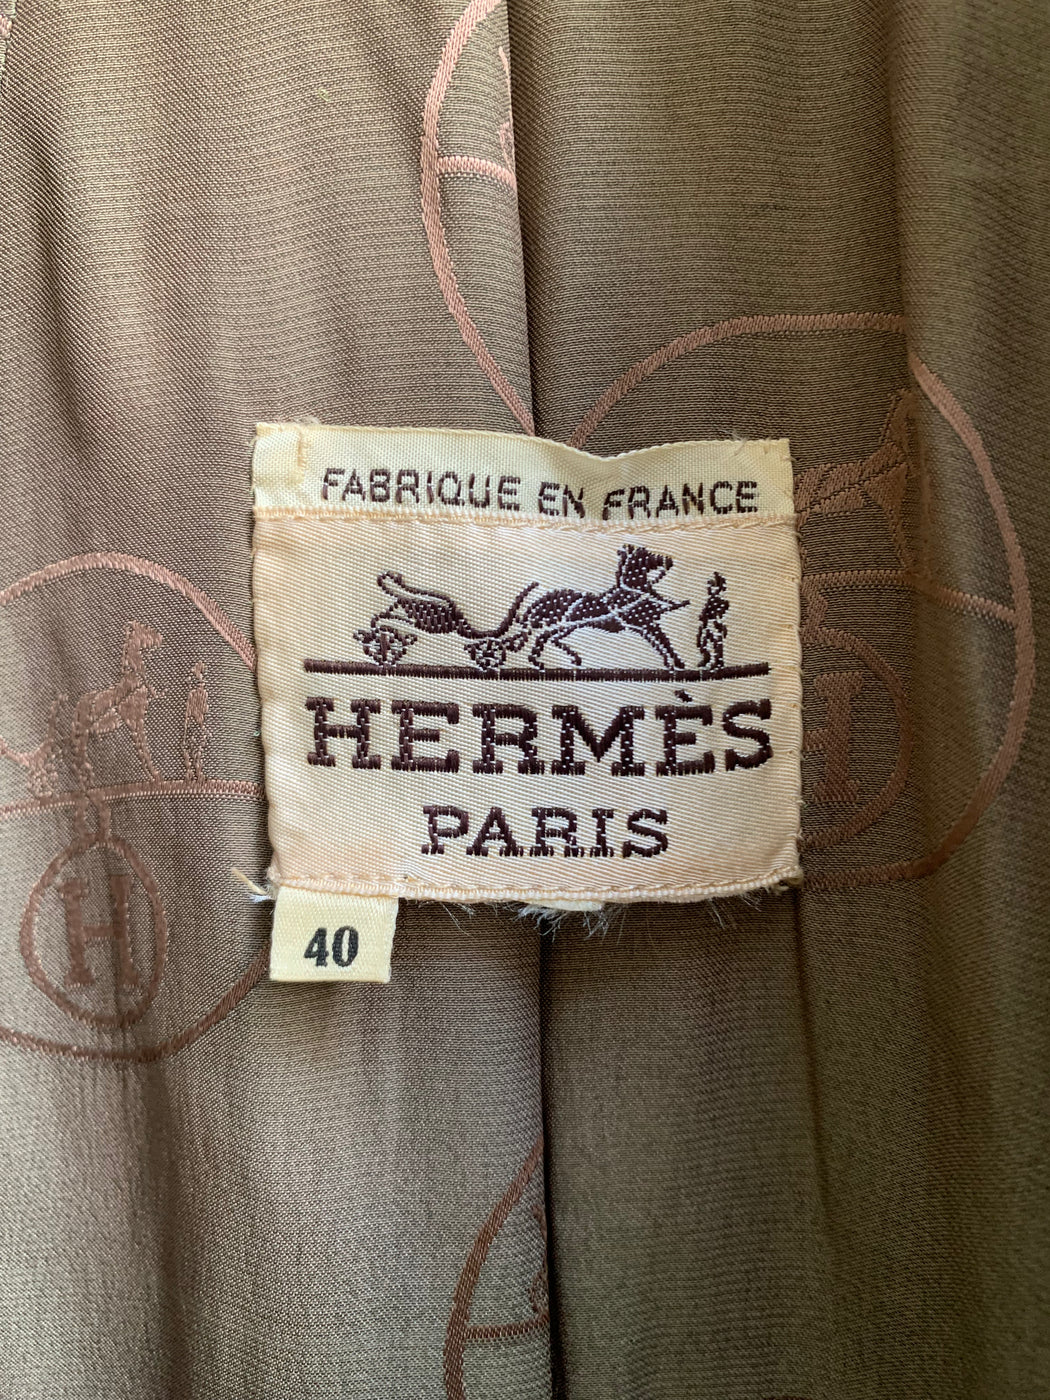 FABRIQUE EN FRANCE
HERMÈS
PARIS
40
H
H